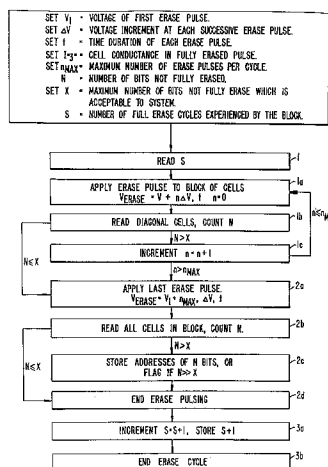 SET V1 = VOLTAGE OF FIRST ERASE PULSE.
SET ΔV = VOLTAGE INCREMENT AT EACH SUCCESSIVE ERASE PULSE.
SET t = TIME DURATION OF EACH ERASE PULSE.
SET I"3" = CELL CONDUCTANCE IN FULLY ERASED PULSE.
SET nMAX = MAXIMUM NUMBER OF ERASE PULSES PER CYCLE.
N = NUMBER OF BITS NOT FULLY ERASED.
SET X = MAXIMUM NUMBER OF BITS NOT FULLY ERASED WHICH IS
ACCEPTABLE TO SYSTEM.
S = NUMBER OF FULL ERASE CYCLES EXPERIENCED BY THE BLOCK.
READ S
1
APPLY ERASE PULSE TO BLOCK OF CELLS
1a
VERASE = V + nΔV, t n=0
READ DIAGONAL CELLS, COUNT N
1b
N>X
INCREMENT n = n+1
1c
N≤X
n>nMAX
APPLY LAST ERASE PULSE.
2a
VERASE = V1 + nMAX, ΔV, t
READ ALL CELLS IN BLOCK, COUNT N.
2b
N>X
STORE ADDRESSES OF N BITS, OR
2c
FLAG IF N>>X
N≤X
END ERASE PULSING
2d
INCREMENT S=S+1, STORE S+1
3a
END ERASE CYCLE
3b